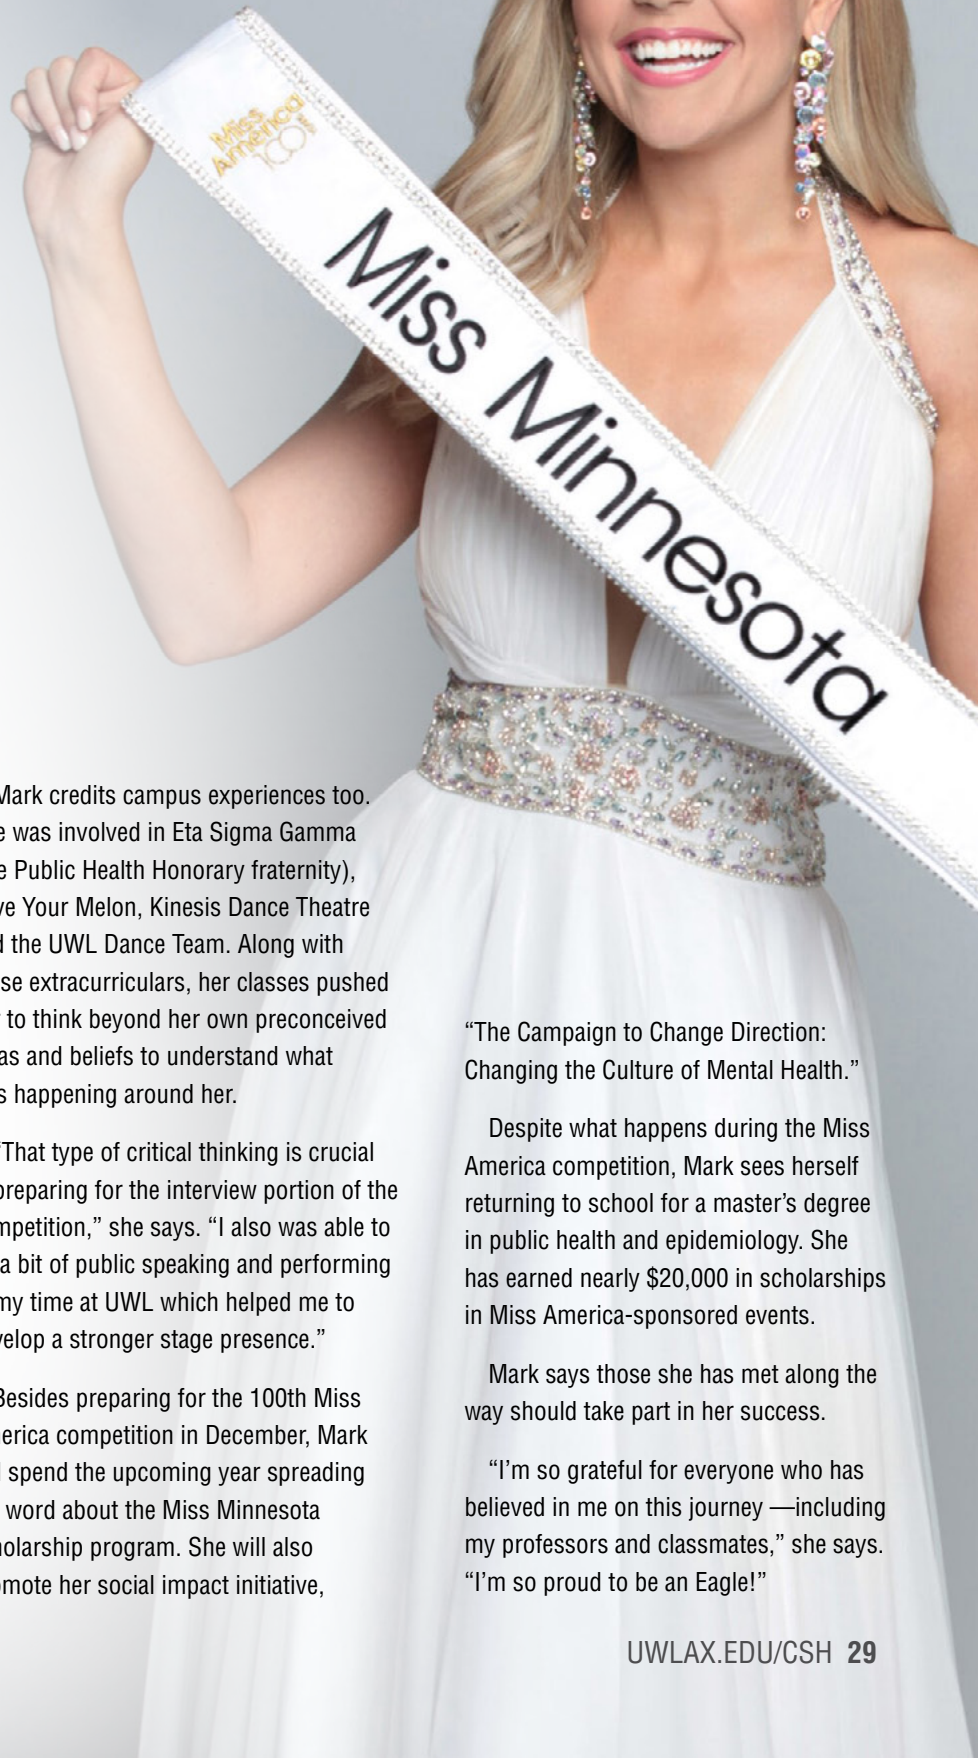 Miss
America
100
Miss Minnesota
Mark credits campus experiences too.
e was involved in Eta Sigma Gamma
e Public Health Honorary fraternity),
ve Your Melon, Kinesis Dance Theatre
d the UWL Dance Team. Along with
se extracurriculars, her classes pushed
to think beyond her own preconceived
as and beliefs to understand what
s happening around her.
“That type of critical thinking is crucial
preparing for the interview portion of the
mpetition,” she says. “I also was able to
a bit of public speaking and performing
my time at UWL which helped me to
velop a stronger stage presence.”
Besides preparing for the 100th Miss
erica competition in December, Mark
l spend the upcoming year spreading
word about the Miss Minnesota
holarship program. She will also
omote her social impact initiative,
“The Campaign to Change Direction:
Changing the Culture of Mental Health.”
Despite what happens during the Miss
America competition, Mark sees herself
returning to school for a master’s degree
in public health and epidemiology. She
has earned nearly $20,000 in scholarships
in Miss America-sponsored events.
Mark says those she has met along the
way should take part in her success.
“I’m so grateful for everyone who has
believed in me on this journey —including
my professors and classmates,” she says.
“I’m so proud to be an Eagle!”
UWLAX.EDU/CSH 29